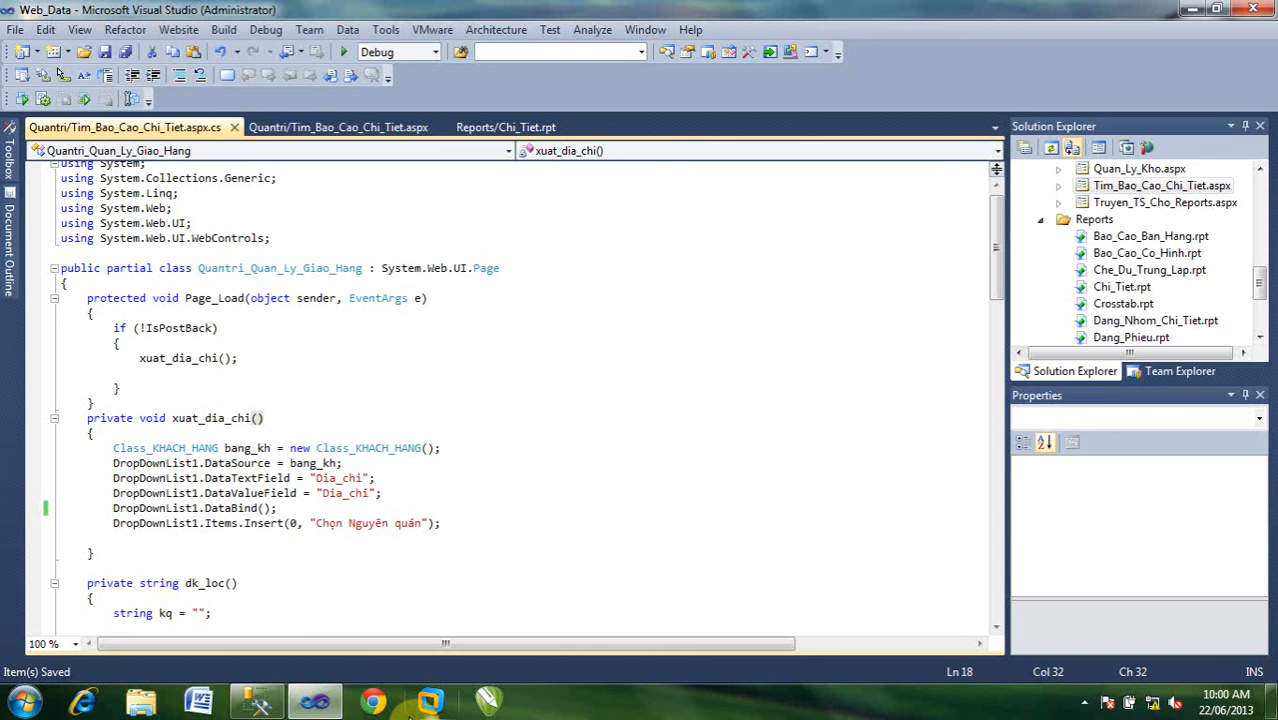 Web_Data - Microsoft Visual Studio (Administrator)
File Edit View Refactor Website Build Debug Team Data Tools VMware Architecture Test Analyze Window Help
Debug
Quantri/Tim_Bao_Cao_Chi_Tiet.aspx.cs Quantri/Tim_Bao_Cao_Chi_Tiet.aspx Reports/Chi_Tiet.rpt
Quantri_Quan_Ly_Giao_Hang xuat_dia_chi()
Toolbox
Document Outline
using System;
using System.Collections.Generic;
using System.Linq;
using System.Web;
using System.Web.UI;
using System.Web.UI.WebControls;
public partial class Quantri_Quan_Ly_Giao_Hang : System.Web.UI.Page
{
protected void Page_Load(object sender, EventArgs e)
{
if (!IsPostBack)
{
xuat_dia_chi();
}
}
private void xuat_dia_chi()
{
Class_KHACH_HANG bang_kh = new Class_KHACH_HANG();
DropDownList1.DataSource = bang_kh;
DropDownList1.DataTextField = "Dia_chi";
DropDownList1.DataValueField = "Dia_chi";
DropDownList1.DataBind();
DropDownList1.Items.Insert(0, "Chọn Nguyên quán");
}
private string dk_loc()
{
string kq = "";
100 %
Solution Explorer
Quan_Ly_Kho.aspx
Tim_Bao_Cao_Chi_Tiet.aspx
Truyen_TS_Cho_Reports.aspx
Reports
Bao_Cao_Ban_Hang.rpt
Bao_Cao_Co_Hinh.rpt
Che_Du_Trung_Lap.rpt
Chi_Tiet.rpt
Crosstab.rpt
Dang_Nhom_Chi_Tiet.rpt
Dang_Phieu.rpt
Solution Explorer Team Explorer
Properties
Item(s) Saved Ln 18 Col 32 Ch 32 INS
10:00 AM
22/06/2013